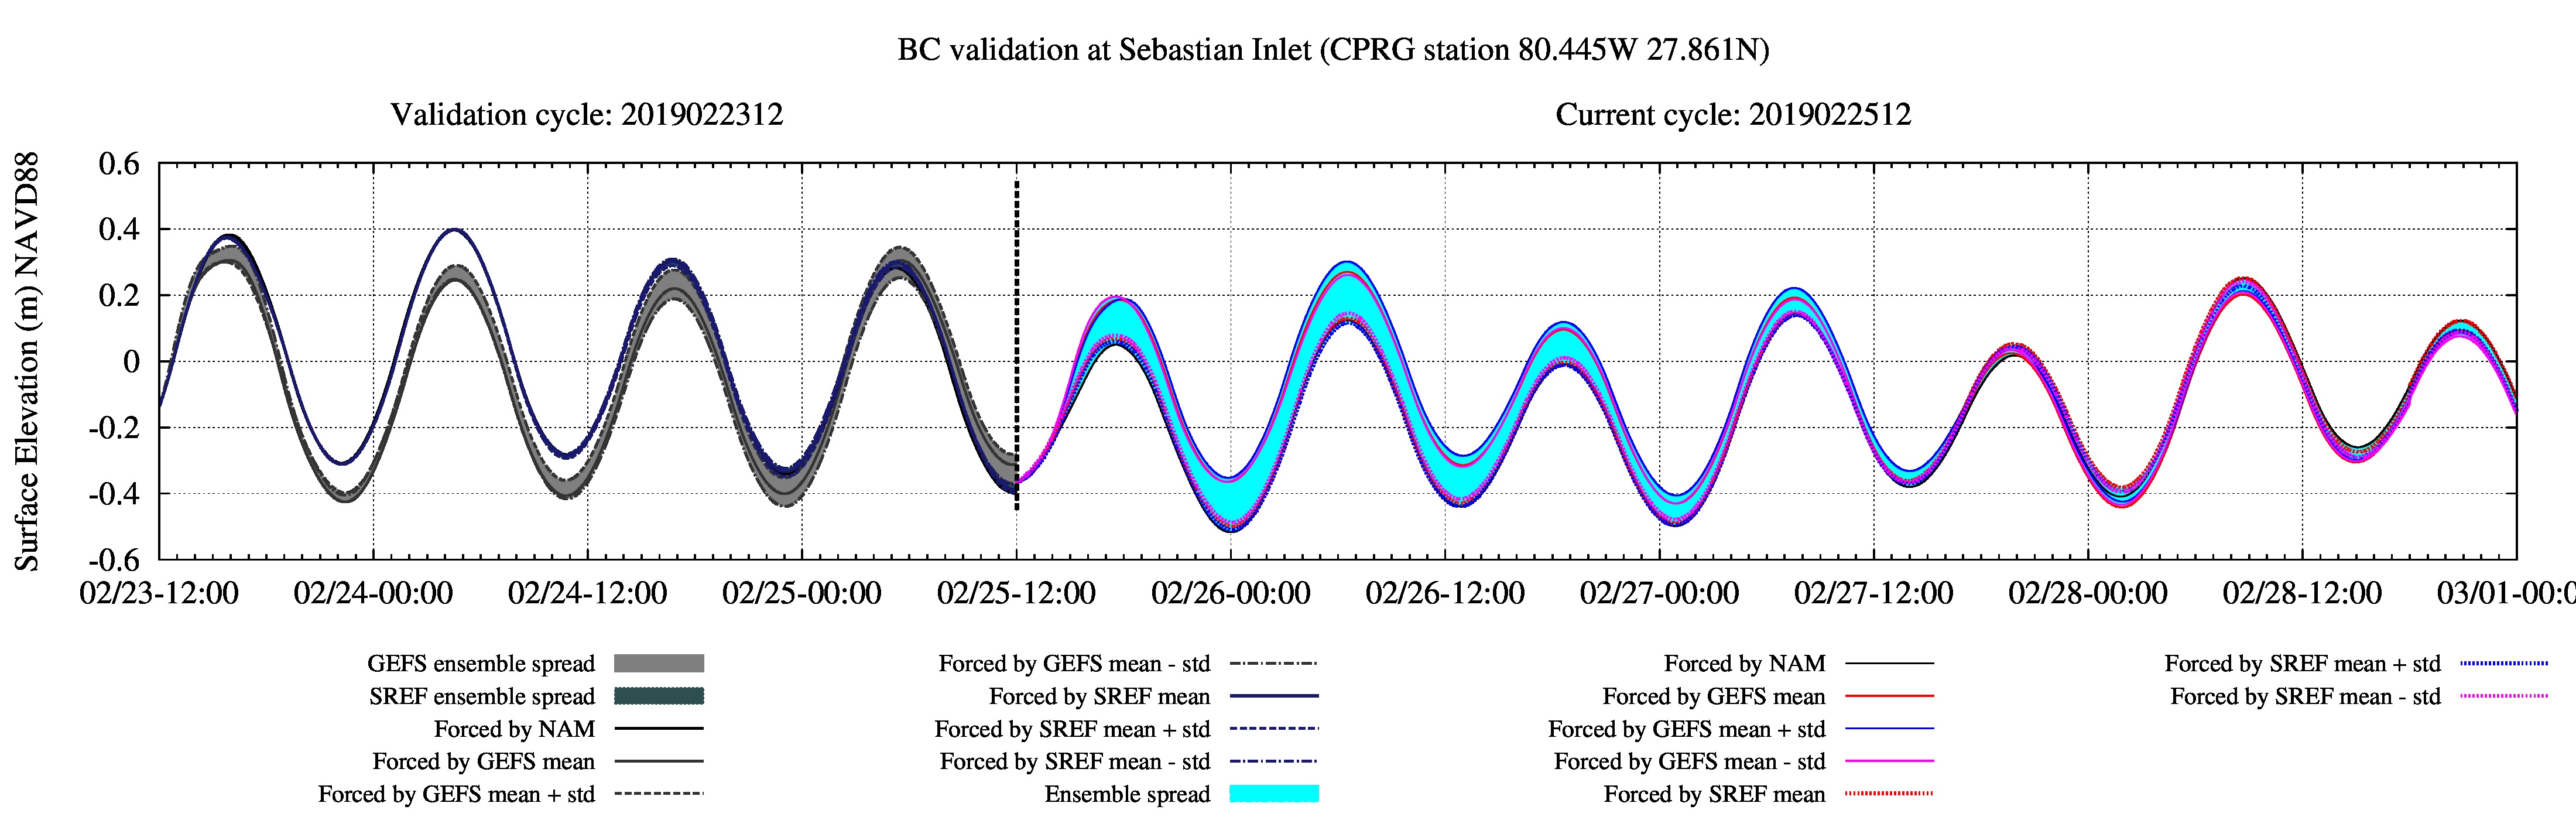 BC validation at Sebastian Inlet (CPRG station 80.445W 27.861N)
Validation cycle: 2019022312
Current cycle: 2019022512
Surface Elevation (m) NAVD88
0.6
0.4
0.2
0
-0.2
-0.4
-0.6
02/23-12:00 02/24-00:00 02/24-12:00 02/25-00:00 02/25-12:00 02/26-00:00 02/26-12:00 02/27-00:00 02/27-12:00 02/28-00:00 02/28-12:00 03/01-00:0
GEFS ensemble spread
SREF ensemble spread
Forced by NAM
Forced by GEFS mean
Forced by GEFS mean + std
Forced by GEFS mean - std
Forced by SREF mean
Forced by SREF mean + std
Forced by SREF mean - std
Ensemble spread
Forced by NAM
Forced by GEFS mean
Forced by GEFS mean + std
Forced by GEFS mean - std
Forced by SREF mean
Forced by SREF mean + std
Forced by SREF mean - std